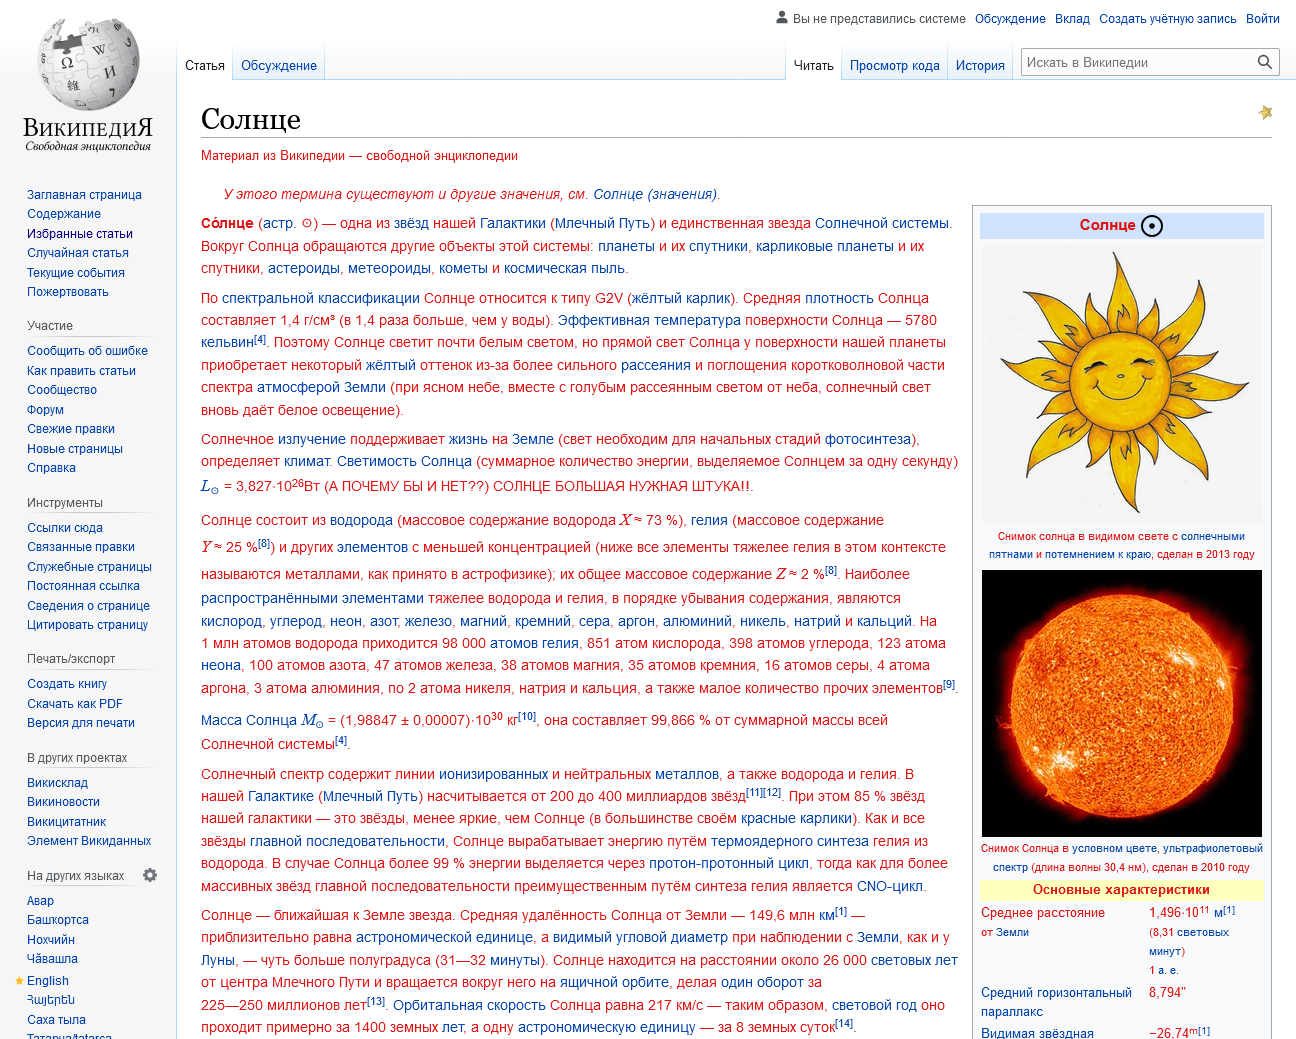 Вы не представились системе Обсуждение Вклад Создать учётную запись Войти
Статья Обсуждение Читать Просмотр кода История Искать в Википедии
ВикипедиЯ
Свободная энциклопедия
Заглавная страница
Содержание
Избранные статьи
Случайная статья
Текущие события
Пожертвовать
Участие
Сообщить об ошибке
Как править статьи
Сообщество
Форум
Свежие правки
Новые страницы
Справка
Инструменты
Ссылки сюда
Связанные правки
Служебные страницы
Постоянная ссылка
Сведения о странице
Цитировать страницу
Печать/экспорт
Создать книгу
Скачать как PDF
Версия для печати
В других проектах
Викисклад
Викиновости
Викицитатник
Элемент Викиданных
На других языках
Авар
Башҡортса
Нохчийн
Чӑвашла
English
Հայերեն
Саха тыла
Татарча/tatarça
Солнце
Материал из Википедии — свободной энциклопедии
У этого термина существуют и другие значения, см. Солнце (значения).
Со́лнце (астр. ☉) — одна из звёзд нашей Галактики (Млечный Путь) и единственная звезда Солнечной системы.
Вокруг Солнца обращаются другие объекты этой системы: планеты и их спутники, карликовые планеты и их
спутники, астероиды, метеороиды, кометы и космическая пыль.
По спектральной классификации Солнце относится к типу G2V (жёлтый карлик). Средняя плотность Солнца
составляет 1,4 г/см³ (в 1,4 раза больше, чем у воды). Эффективная температура поверхности Солнца — 5780
кельвин[4]. Поэтому Солнце светит почти белым светом, но прямой свет Солнца у поверхности нашей планеты
приобретает некоторый жёлтый оттенок из-за более сильного рассеяния и поглощения коротковолновой части
спектра атмосферой Земли (при ясном небе, вместе с голубым рассеянным светом от неба, солнечный свет
вновь даёт белое освещение).
Солнечное излучение поддерживает жизнь на Земле (свет необходим для начальных стадий фотосинтеза),
определяет климат. Светимость Солнца (суммарное количество энергии, выделяемое Солнцем за одну секунду)
L☉ = 3,827·10²⁶Вт (А ПОЧЕМУ БЫ И НЕТ??) СОЛНЦЕ БОЛЬШАЯ НУЖНАЯ ШТУКА!!.
Солнце состоит из водорода (массовое содержание водорода X ≈ 73 %), гелия (массовое содержание
Y ≈ 25 %[8]) и других элементов с меньшей концентрацией (ниже все элементы тяжелее гелия в этом контексте
называются металлами, как принято в астрофизике); их общее массовое содержание Z ≈ 2 %[8]. Наиболее
распространёнными элементами тяжелее водорода и гелия, в порядке убывания содержания, являются
кислород, углерод, неон, азот, железо, магний, кремний, сера, аргон, алюминий, никель, натрий и кальций. На
1 млн атомов водорода приходится 98 000 атомов гелия, 851 атом кислорода, 398 атомов углерода, 123 атома
неона, 100 атомов азота, 47 атомов железа, 38 атомов магния, 35 атомов кремния, 16 атомов серы, 4 атома
аргона, 3 атома алюминия, по 2 атома никеля, натрия и кальция, а также малое количество прочих элементов[9].
Масса Солнца M☉ = (1,98847 ± 0,00007)·10³⁰ кг[10], она составляет 99,866 % от суммарной массы всей
Солнечной системы[4].
Солнечный спектр содержит линии ионизированных и нейтральных металлов, а также водорода и гелия. В
нашей Галактике (Млечный Путь) насчитывается от 200 до 400 миллиардов звёзд[11][12]. При этом 85 % звёзд
нашей галактики — это звёзды, менее яркие, чем Солнце (в большинстве своём красные карлики). Как и все
звёзды главной последовательности, Солнце вырабатывает энергию путём термоядерного синтеза гелия из
водорода. В случае Солнца более 99 % энергии выделяется через протон-протонный цикл, тогда как для более
массивных звёзд главной последовательности преимущественным путём синтеза гелия является CNO-цикл.
Солнце — ближайшая к Земле звезда. Средняя удалённость Солнца от Земли — 149,6 млн км[1] —
приблизительно равна астрономической единице, а видимый угловой диаметр при наблюдении с Земли, как и у
Луны, — чуть больше полуградуса (31—32 минуты). Солнце находится на расстоянии около 26 000 световых лет
от центра Млечного Пути и вращается вокруг него на ящичной орбите, делая один оборот за
225—250 миллионов лет[13]. Орбитальная скорость Солнца равна 217 км/с — таким образом, световой год оно
проходит примерно за 1400 земных лет, а одну астрономическую единицу — за 8 земных суток[14].
Солнце ☉
Снимок солнца в видимом свете с солнечными
пятнами и потемнением к краю, сделан в 2013 году
Снимок Солнца в условном цвете, ультрафиолетовый
спектр (длина волны 30,4 нм), сделан в 2010 году
Основные характеристики
Среднее расстояние 1,496·10¹¹ м[1]
от Земли (8,31 световых
минут)
1 а. е.
Средний горизонтальный 8,794"
параллакс
Видимая звёздная −26,74ᵐ[1]